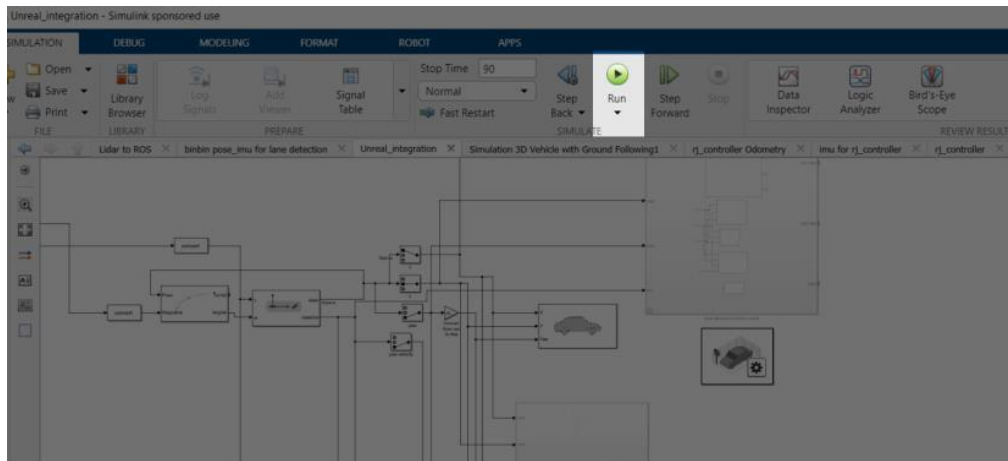 Unreal_integration - Simulink sponsored use
SIMULATION DEBUG MODELING FORMAT ROBOT APPS
Open
Save
Print
FILE
Library Browser
LIBRARY
Log Signals
Add Viewer
Signal Table
PREPARE
Stop Time 90
Normal
Fast Restart
Step Back
Run
Step Forward
Stop
SIMULATE
Data Inspector
Logic Analyzer
Bird's-Eye Scope
REVIEW RESULT
Lidar to ROS binbin pose_imu for lane detection Unreal_integration Simulation 3D Vehicle with Ground Following1 rj_controller Odometry imu for rj_controller rj_controller